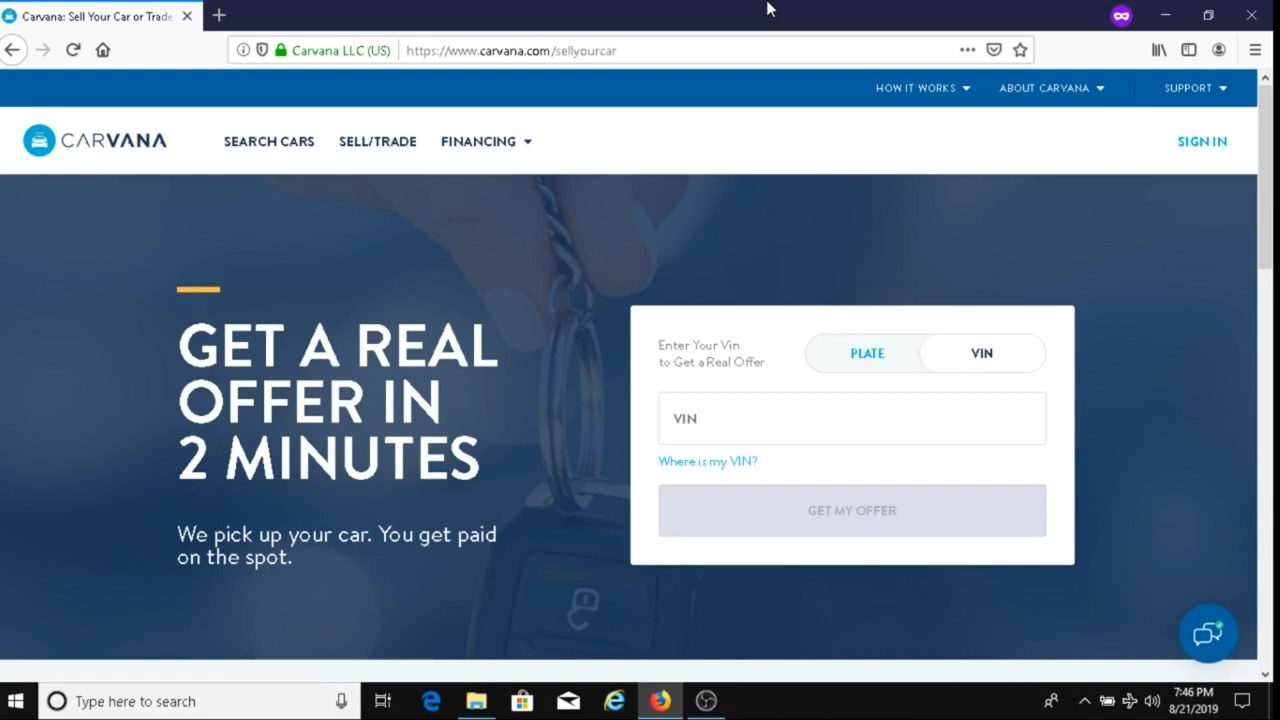 Carvana: Sell Your Car or Trade
Carvana LLC (US)
https://www.carvana.com/sellyourcar
HOW IT WORKS
ABOUT CARVANA
SUPPORT
CARVANA
SEARCH CARS
SELL/TRADE
FINANCING
SIGN IN
GET A REAL
OFFER IN
2 MINUTES
We pick up your car. You get paid
on the spot.
Enter Your Vin
to Get a Real Offer
PLATE
VIN
VIN
Where is my VIN?
GET MY OFFER
Type here to search
7:46 PM
8/21/2019